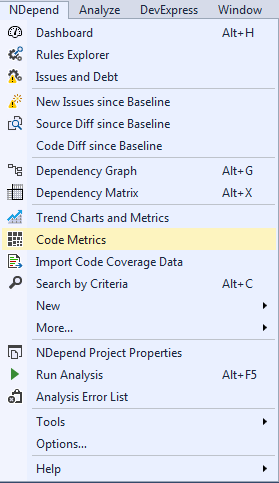 NDepend Analyze DevExpress Window
Dashboard Alt+H
Rules Explorer
Issues and Debt
New Issues since Baseline
Source Diff since Baseline
Code Diff since Baseline
Dependency Graph Alt+G
Dependency Matrix Alt+X
Trend Charts and Metrics
Code Metrics
Import Code Coverage Data
Search by Criteria Alt+C
New
More...
NDepend Project Properties
Run Analysis Alt+F5
Analysis Error List
Tools
Options...
Help